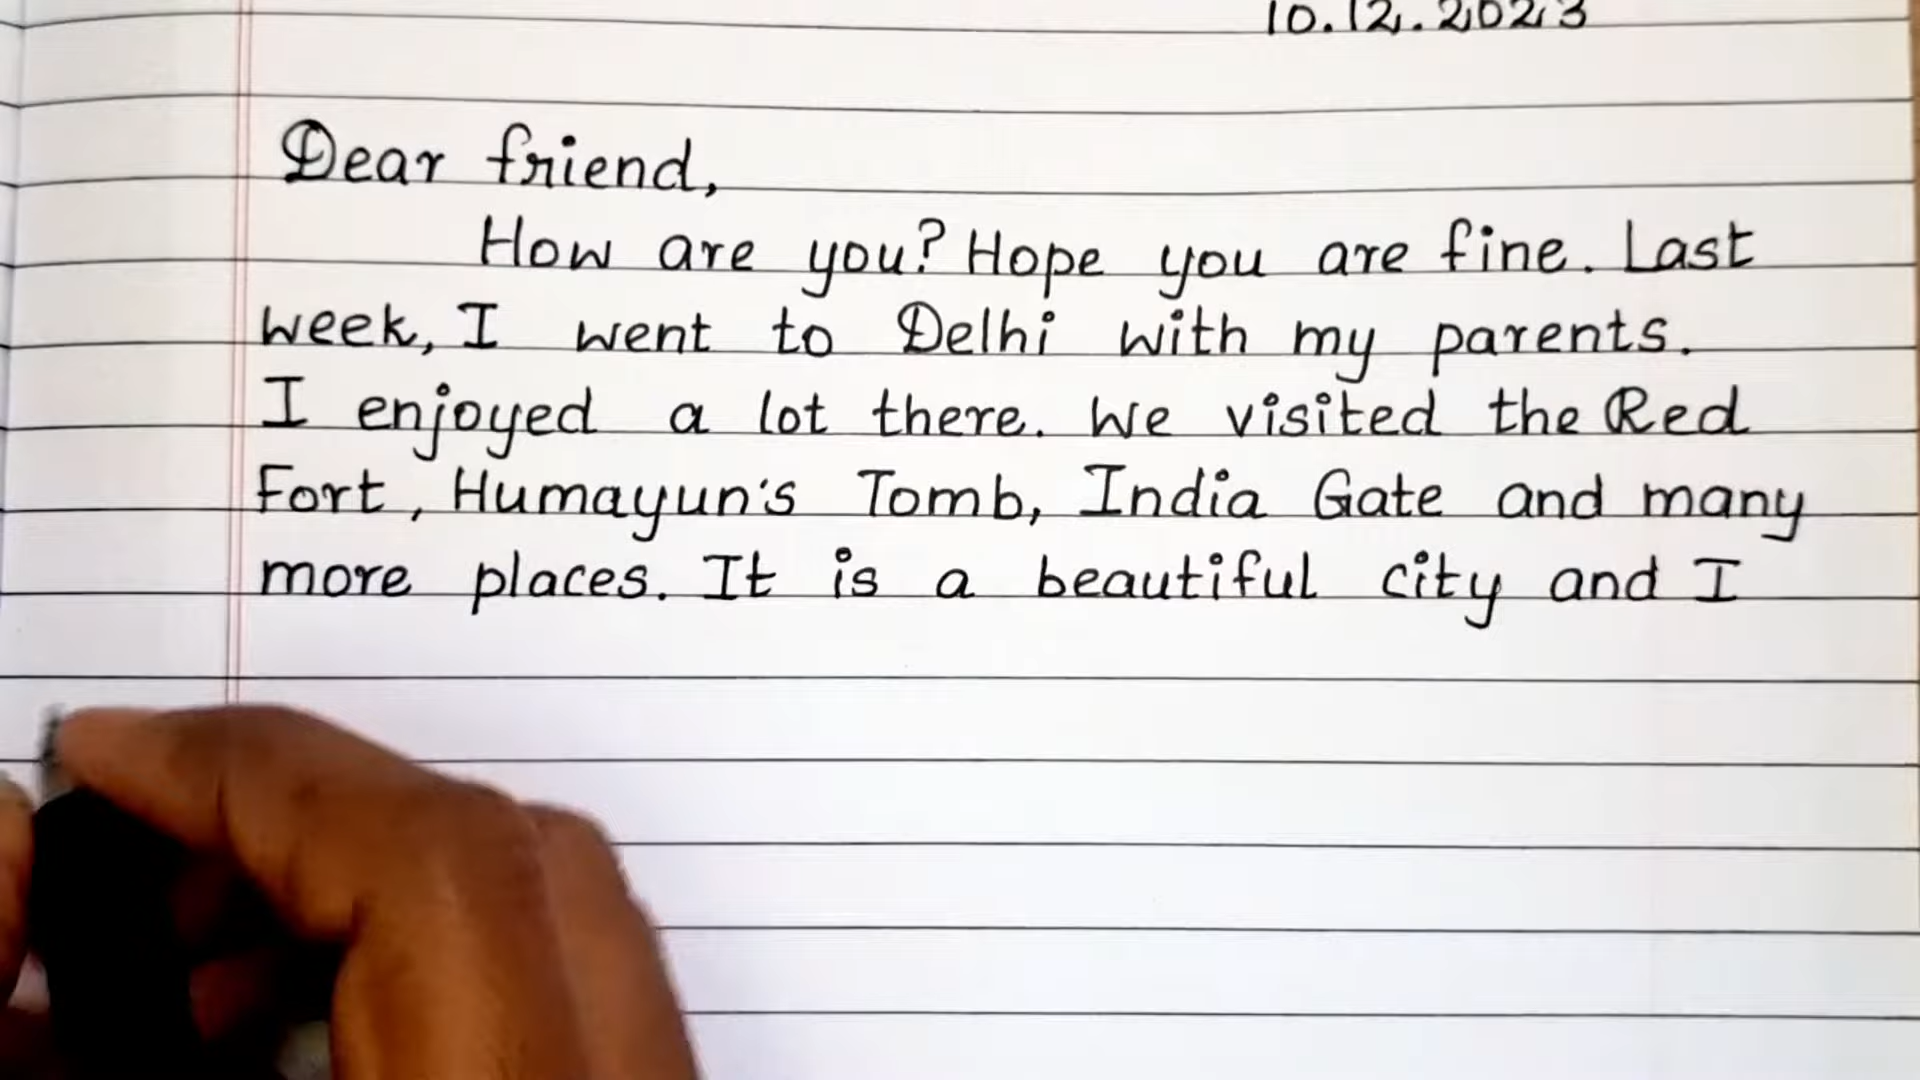 10.12.2023
Dear friend,
How are you? Hope you are fine. Last
week, I went to Delhi with my parents.
I enjoyed a lot there. We visited the Red
Fort, Humayun's Tomb, India Gate and many
more places. It is a beautiful city and I